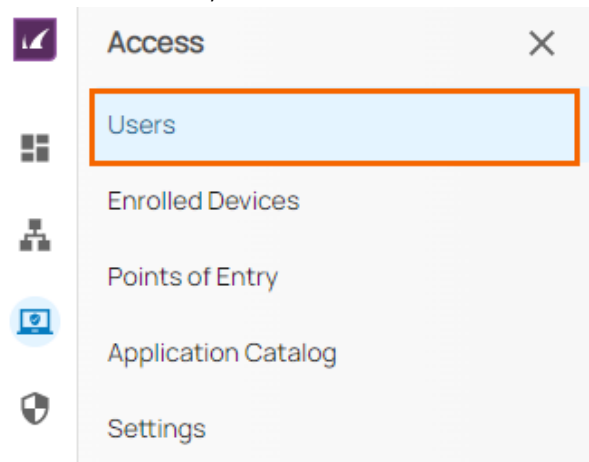 Access
Users
Enrolled Devices
Points of Entry
Application Catalog
Settings